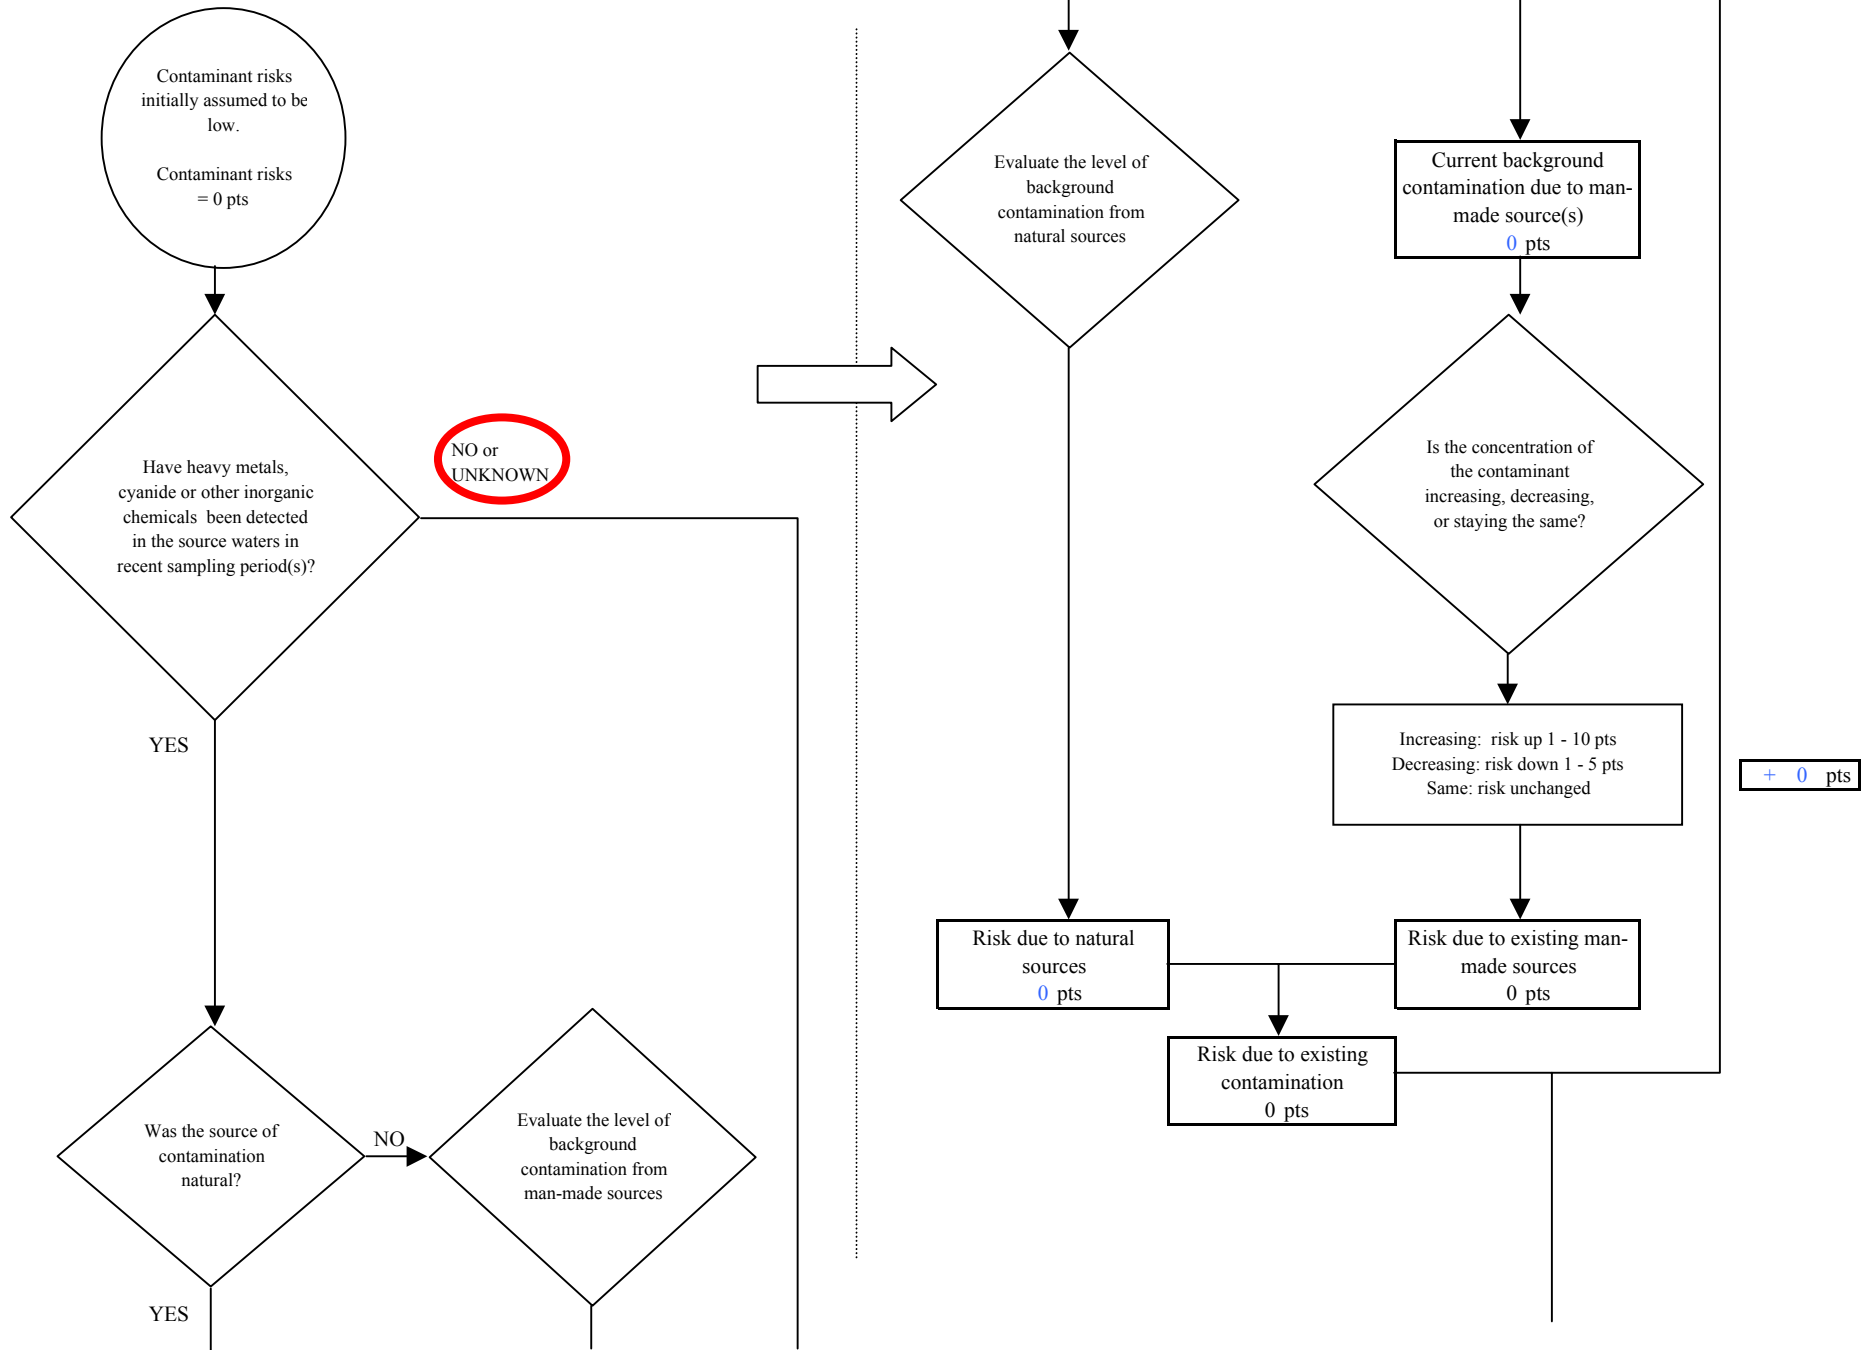 Contaminant risks
initially assumed to be
low.
Contaminant risks
= 0 pts
Have heavy metals,
cyanide or other inorganic
chemicals been detected
in the source waters in
recent sampling period(s)?
NO or
UNKNOWN
YES
Was the source of
contamination
natural?
NO
Evaluate the level of
background
contamination from
man-made sources
YES
Evaluate the level of
background
contamination from
natural sources
Current background
contamination due to man-
made source(s)
0 pts
Is the concentration of
the contaminant
increasing, decreasing,
or staying the same?
Increasing: risk up 1 - 10 pts
Decreasing: risk down 1 - 5 pts
Same: risk unchanged
+ 0 pts
Risk due to natural
sources
0 pts
Risk due to existing man-
made sources
0 pts
Risk due to existing
contamination
0 pts